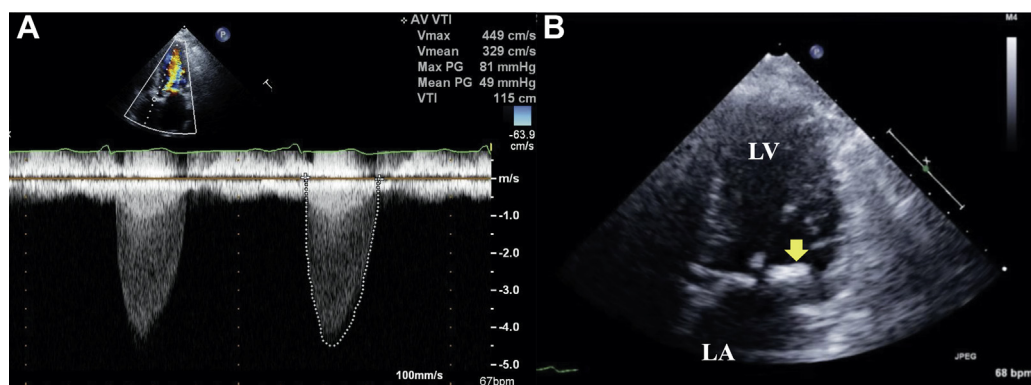 A
P
AV VTI
Vmax 449 cm/s
Vmean 329 cm/s
Max PG 81 mmHg
Mean PG 49 mmHg
VTI 115 cm
-63.9
cm/s
m/s
-1.0
-2.0
-3.0
-4.0
-5.0
100mm/s
67bpm
B
P
M4
LV
LA
JPEG
68 bpm